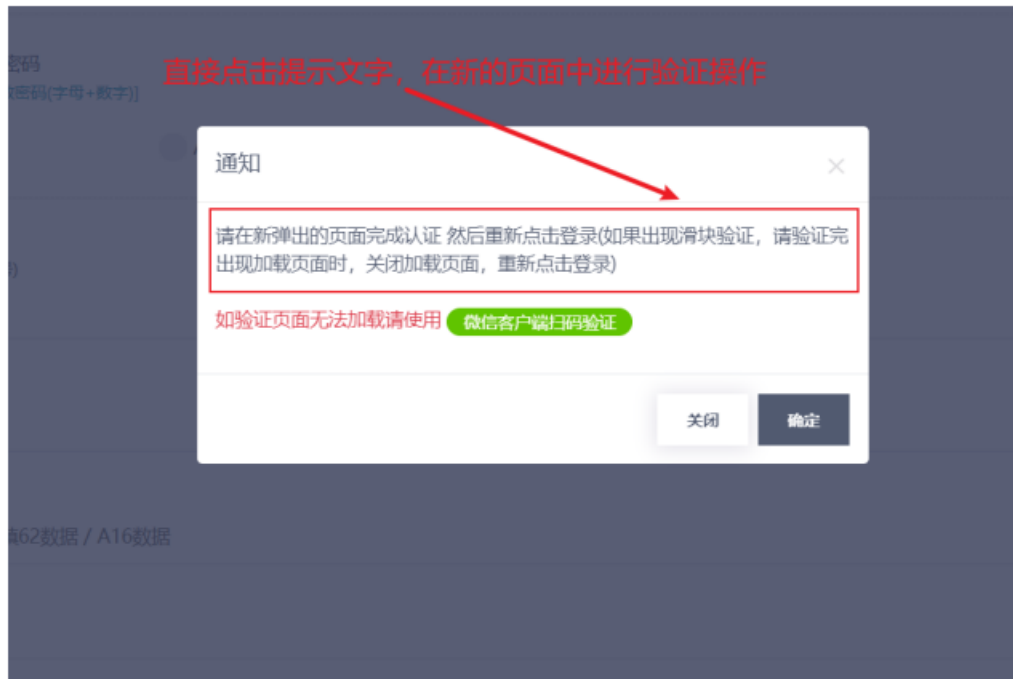 密码
改密码(字母+数字)]
直接点击提示文字，在新的页面中进行验证操作
通知
请在新弹出的页面完成认证 然后重新点击登录(如果出现滑块验证，请验证完
出现加载页面时，关闭加载页面，重新点击登录)
如验证页面无法加载请使用 微信客户端扫码验证
关闭 确定
填62数据 / A16数据